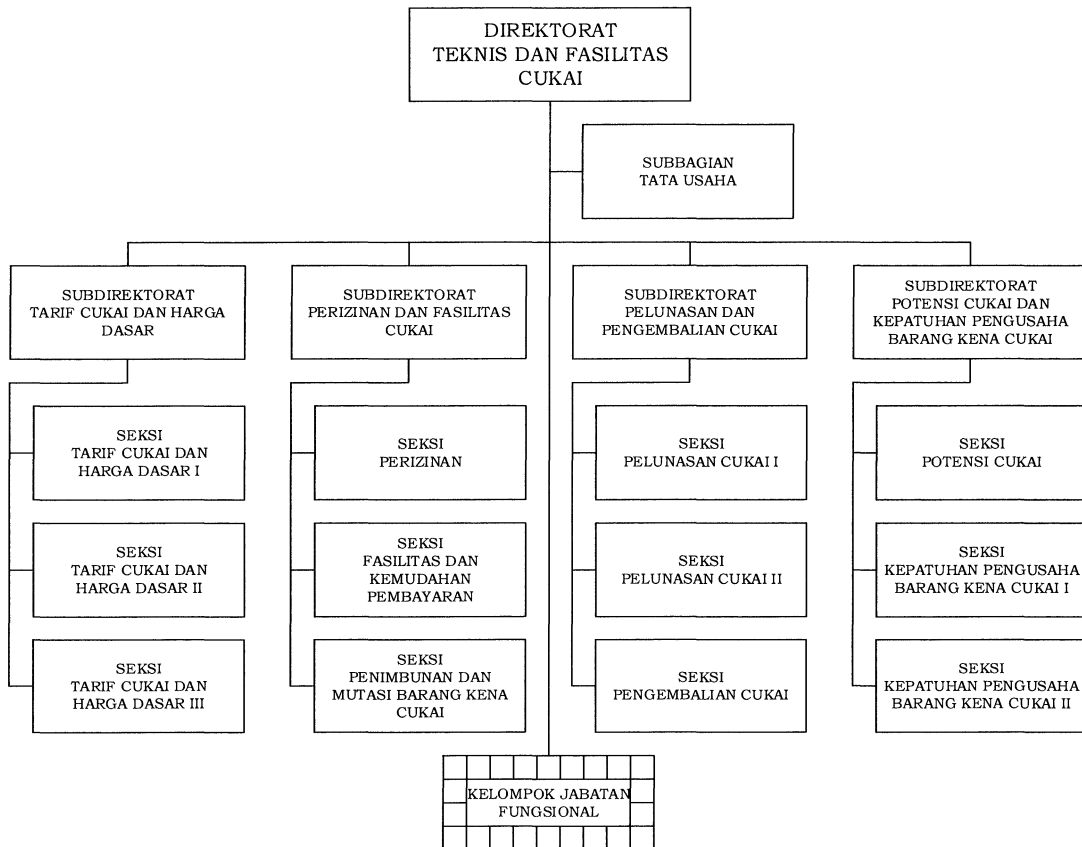 DIREKTORAT
TEKNIS DAN FASILITAS
CUKAI
SUBBAGIAN
TATA USAHA
SUBDIREKTORAT
TARIF CUKAI DAN HARGA
DASAR
SUBDIREKTORAT
PERIZINAN DAN FASILITAS
CUKAI
SUBDIREKTORAT
PELUNASAN DAN
PENGEMBALIAN CUKAI
SUBDIREKTORAT
POTENSI CUKAI DAN
KEPATUHAN PENGUSAHA
BARANG KENA CUKAI
SEKSI
TARIF CUKAI DAN
HARGA DASAR I
SEKSI
PERIZINAN
SEKSI
PELUNASAN CUKAI I
SEKSI
POTENSI CUKAI
SEKSI
TARIF CUKAI DAN
HARGA DASAR II
SEKSI
FASILITAS DAN
KEMUDAHAN
PEMBAYARAN
SEKSI
PELUNASAN CUKAI II
SEKSI
KEPATUHAN PENGUSAHA
BARANG KENA CUKAI I
SEKSI
TARIF CUKAI DAN
HARGA DASAR III
SEKSI
PENIMBUNAN DAN
MUTASI BARANG KENA
CUKAI
SEKSI
PENGEMBALIAN CUKAI
SEKSI
KEPATUHAN PENGUSAHA
BARANG KENA CUKAI II
KELOMPOK JABATAN
FUNGSIONAL